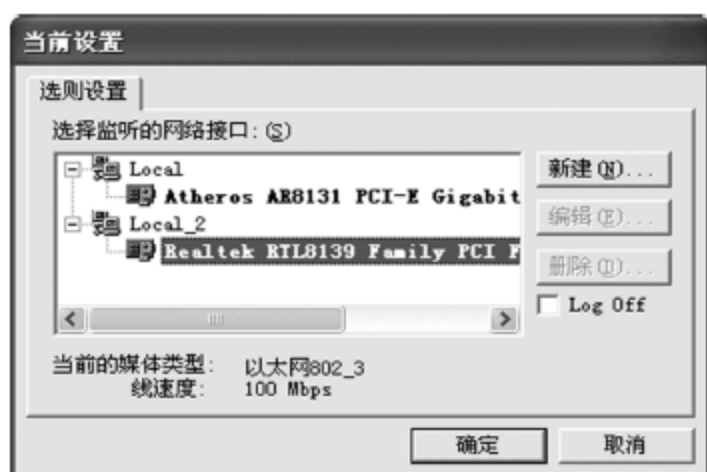 当前设置
选则设置
选择监听的网络接口:(S)
Local
Atheros AR8131 PCI-E Gigabit
Local_2
Realtek RTL8139 Family PCI F
新建(N)...
编辑(E)...
删除(D)...
Log Off
当前的媒体类型: 以太网802_3
线速度: 100 Mbps
确定
取消